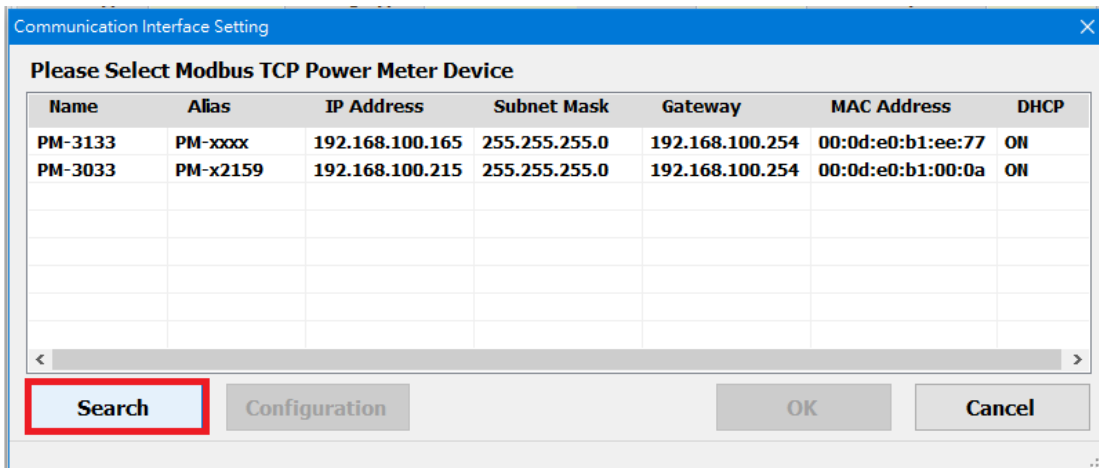 Communication Interface Setting
Please Select Modbus TCP Power Meter Device
Name Alias IP Address Subnet Mask Gateway MAC Address DHCP
PM-3133 PM-xxxx 192.168.100.165 255.255.255.0 192.168.100.254 00:0d:e0:b1:ee:77 ON
PM-3033 PM-x2159 192.168.100.215 255.255.255.0 192.168.100.254 00:0d:e0:b1:00:0a ON
Search Configuration OK Cancel